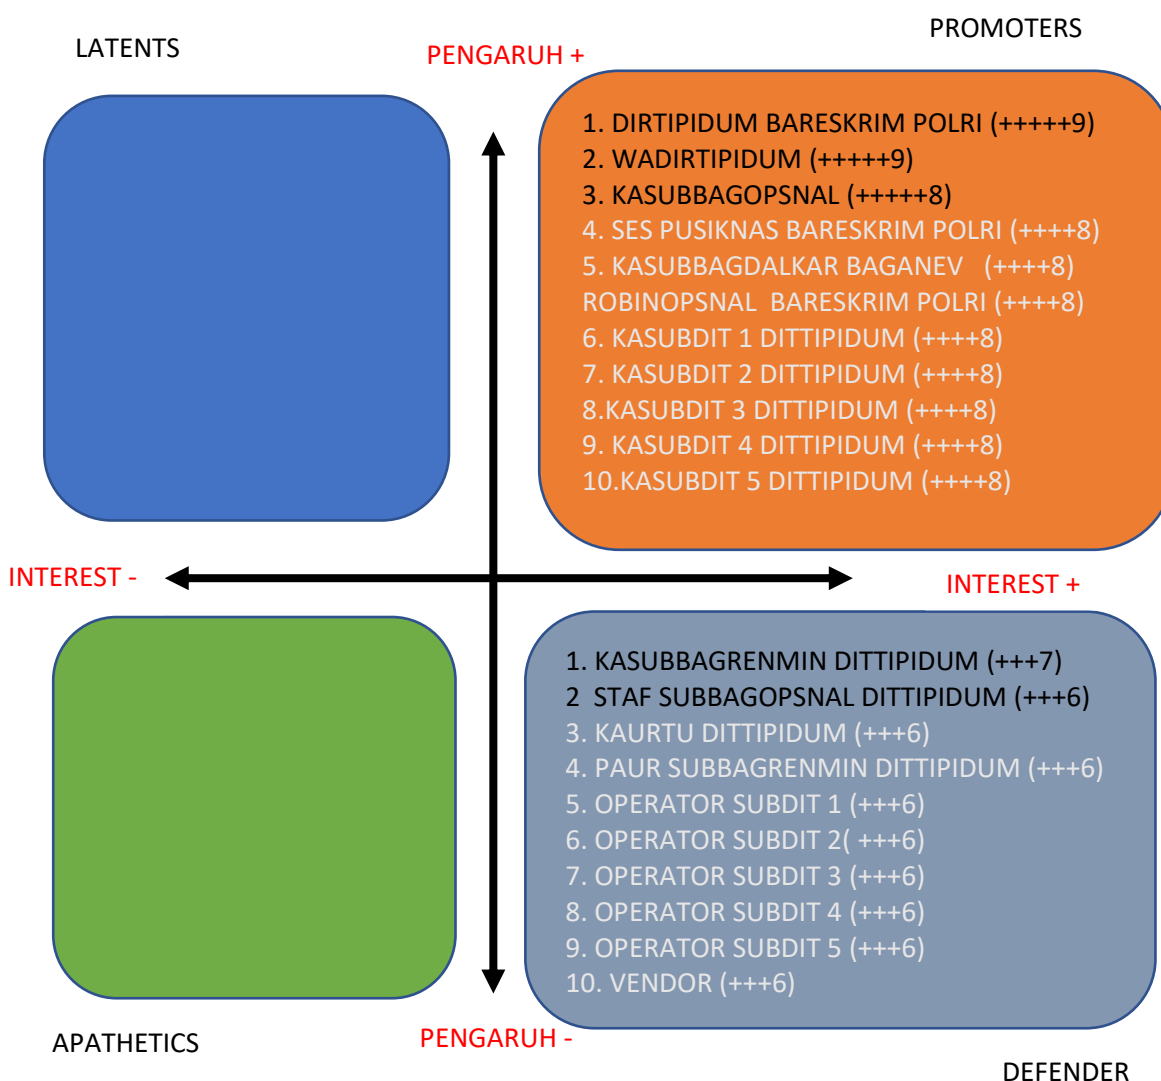 LATENTS
PENGARUH +
PROMOTERS
1. DIRTIPIDUM BARESKRIM POLRI (+++++9)
2. WADIRTIPIDUM (+++++9)
3. KASUBBAGOPSNAL (+++++8)
4. SES PUSIKNAS BARESKRIM POLRI (++++8)
5. KASUBBAGDALKAR BAGANEV (++++8)
ROBINOPSNAL BARESKRIM POLRI (++++8)
6. KASUBDIT 1 DITTIPIDUM (++++8)
7. KASUBDIT 2 DITTIPIDUM (++++8)
8.KASUBDIT 3 DITTIPIDUM (++++8)
9. KASUBDIT 4 DITTIPIDUM (++++8)
10.KASUBDIT 5 DITTIPIDUM (++++8)
INTEREST -
INTEREST +
1. KASUBBAGRENMIN DITTIPIDUM (+++7)
2 STAF SUBBAGOPSNAL DITTIPIDUM (+++6)
3. KAURTU DITTIPIDUM (+++6)
4. PAUR SUBBAGRENMIN DITTIPIDUM (+++6)
5. OPERATOR SUBDIT 1 (+++6)
6. OPERATOR SUBDIT 2( +++6)
7. OPERATOR SUBDIT 3 (+++6)
8. OPERATOR SUBDIT 4 (+++6)
9. OPERATOR SUBDIT 5 (+++6)
10. VENDOR (+++6)
APATHETICS
PENGARUH -
DEFENDER